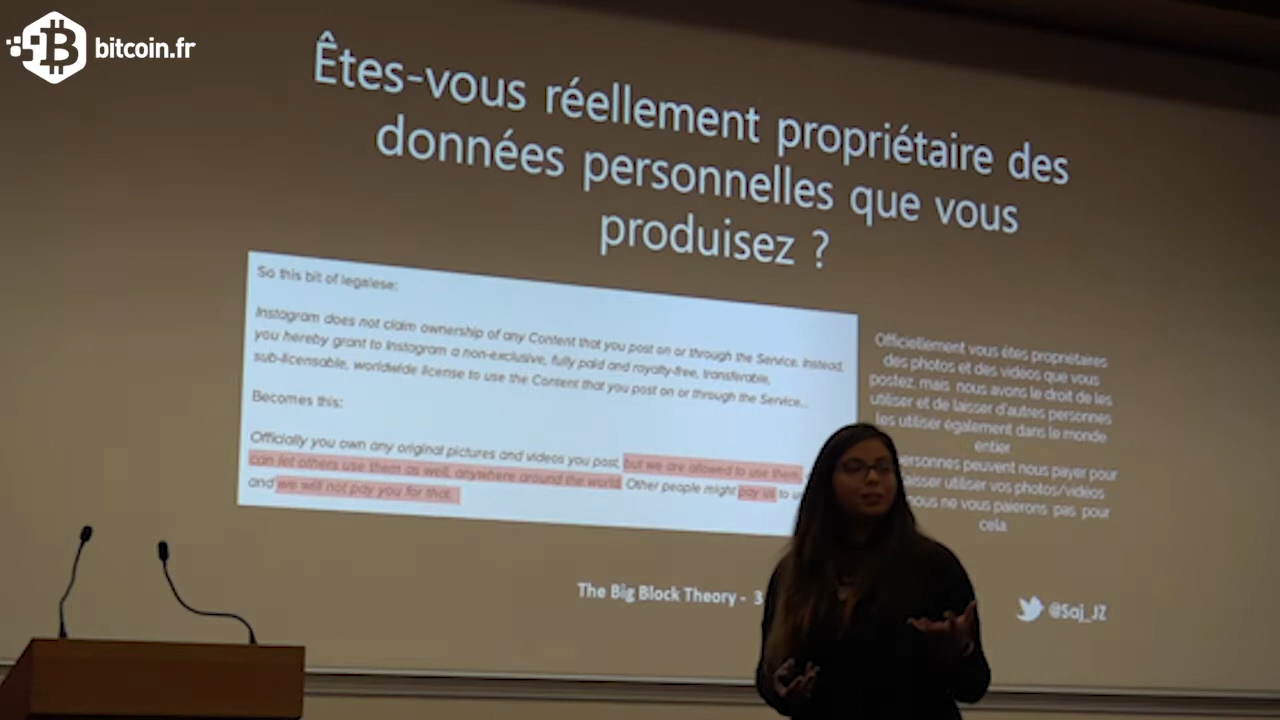 bitcoin.fr
Êtes-vous réellement propriétaire des
données personnelles que vous
produisez ?
So this bit of legalese:
Instagram does not claim ownership of any Content that you post on or through the Service. Instead,
you hereby grant to Instagram a non-exclusive, fully paid and royalty-free, transferable,
sub-licensable, worldwide license to use the Content that you post on or through the Service...
Becomes this:
Officially you own any original pictures and videos you post, but we are allowed to use them,
can let others use them as well, anywhere around the world. Other people might pay us to
and we will not pay you for that.
Officiellement vous êtes propriétaires
des photos et des vidéos que vous
postez, mais nous avons le droit de les
utiliser et de laisser d'autres personnes
les utiliser également dans le monde
entier.
personnes peuvent nous payer pour
laisser utiliser vos photos/vidéos
nous ne vous paierons pas pour
cela
The Big Block Theory - 3
@Saj_JZ